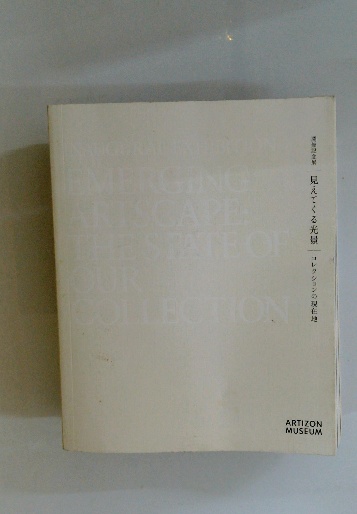 開館記念展
見えてくる光景
コレクションの現在地
EMERGING
ARTSCAPE:
THE STATE OF
OUR
COLLECTION
ARTIZON
MUSEUM